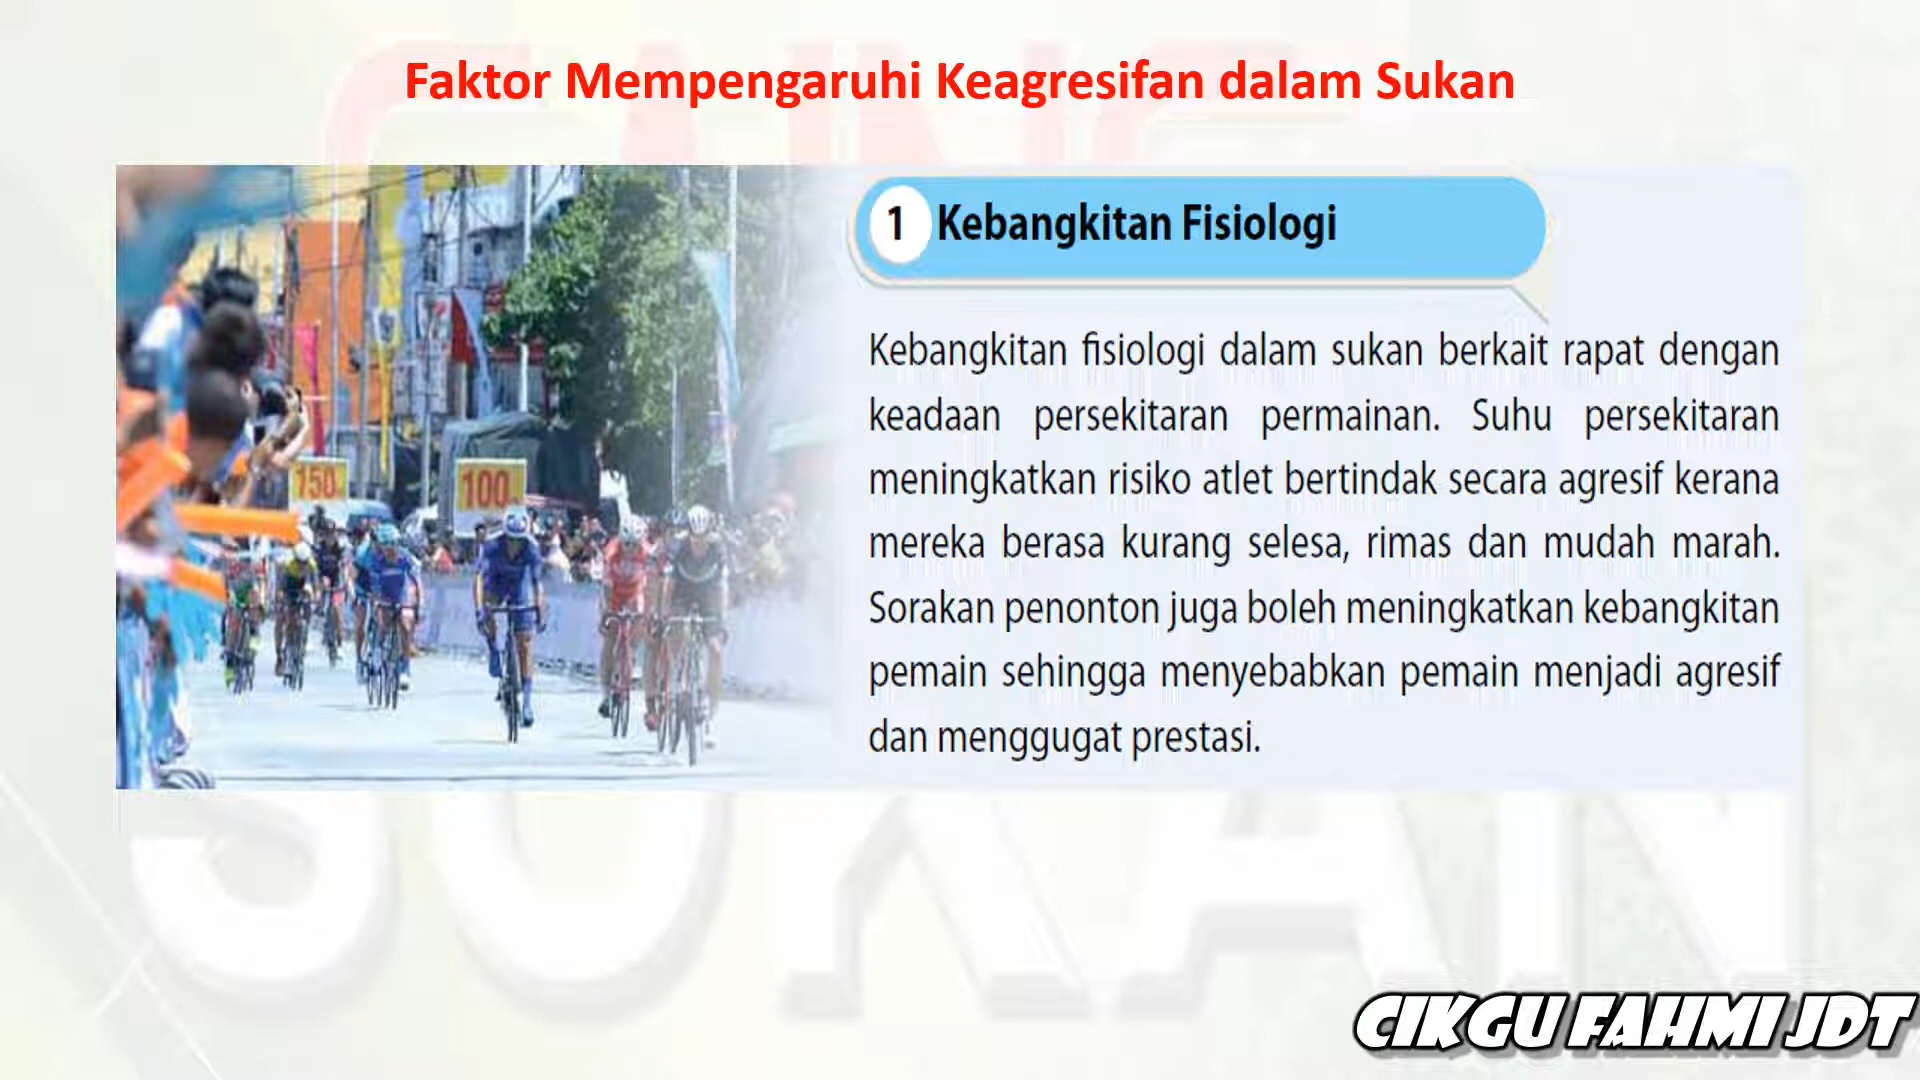 Faktor Mempengaruhi Keagresifan dalam Sukan
1 Kebangkitan Fisiologi
Kebangkitan fisiologi dalam sukan berkait rapat dengan
keadaan persekitaran permainan. Suhu persekitaran
meningkatkan risiko atlet bertindak secara agresif kerana
mereka berasa kurang selesa, rimas dan mudah marah.
Sorakan penonton juga boleh meningkatkan kebangkitan
pemain sehingga menyebabkan pemain menjadi agresif
dan menggugat prestasi.
150
100
SUKAN
CIKGU FAHMI JDT